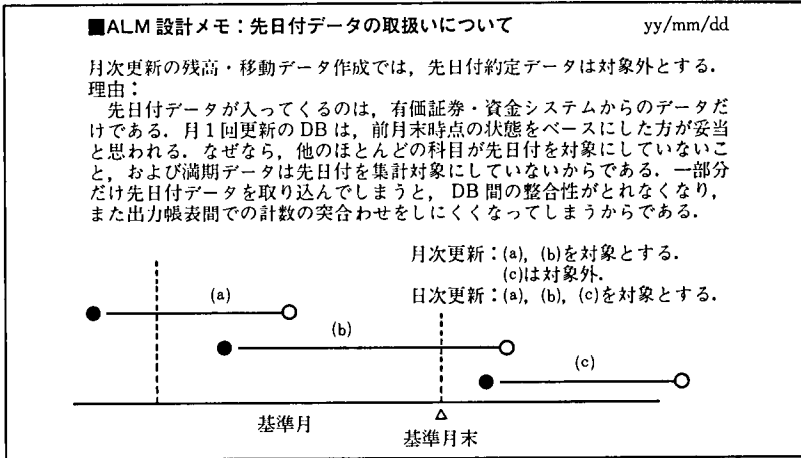 ■ALM 設計メモ:先日付データの取扱いについて yy/mm/dd
月次更新の残高・移動データ作成では,先日付約定データは対象外とする.
理由:
先日付データが入ってくるのは,有価証券・資金システムからのデータだ
けである.月1回更新の DB は,前月末時点の状態をベースにした方が妥当
と思われる.なぜなら,他のほとんどの科目が先日付を対象にしていないこ
と,および満期データは先日付を集計対象にしていないからである.一部分
だけ先日付データを取り込んでしまうと, DB 間の整合性がとれなくなり,
また出力帳表間での計数の突合わせをしにくくなってしまうからである.
月次更新:(a), (b)を対象とする.
(c)は対象外.
日次更新:(a), (b), (c)を対象とする.
(a)
(b)
(c)
基準月
基準月末